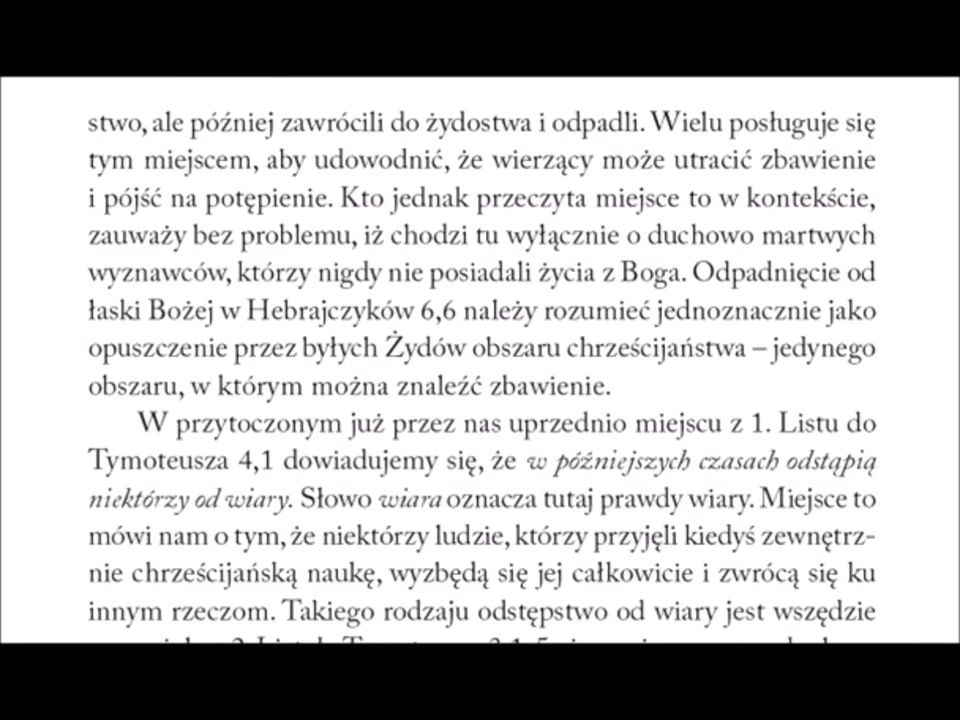 stwo, ale później zawrócili do żydostwa i odpadli. Wielu posługuje się
tym miejscem, aby udowodnić, że wierzący może utracić zbawienie
i pójść na potępienie. Kto jednak przeczyta miejsce to w kontekście,
zauważy bez problemu, iż chodzi tu wyłącznie o duchowo martwych
wyznawców, którzy nigdy nie posiadali życia z Boga. Odpadnięcie od
łaski Bożej w Hebrajczyków 6,6 należy rozumieć jednoznacznie jako
opuszczenie przez byłych Żydów obszaru chrześcijaństwa – jedynego
obszaru, w którym można znaleźć zbawienie.
W przytoczonym już przez nas uprzednio miejscu z 1. Listu do
Tymoteusza 4,1 dowiadujemy się, że w późniejszych czasach odstąpią
niektórzy od wiary. Słowo wiara oznacza tutaj prawdy wiary. Miejsce to
mówi nam o tym, że niektórzy ludzie, którzy przyjęli kiedyś zewnętrz-
nie chrześcijańską naukę, wyzbędą się jej całkowicie i zwrócą się ku
innym rzeczom. Takiego rodzaju odstępstwo od wiary jest wszędzie